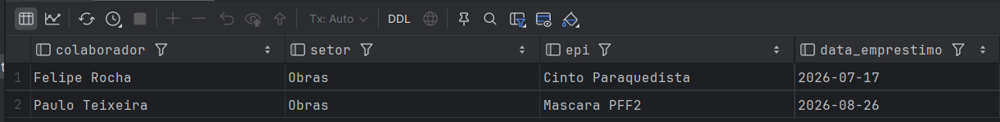 Tx: Auto DDL
colaborador setor epi data_emprestimo
1 Felipe Rocha Obras Cinto Paraquedista 2026-07-17
2 Paulo Teixeira Obras Mascara PFF2 2026-08-26